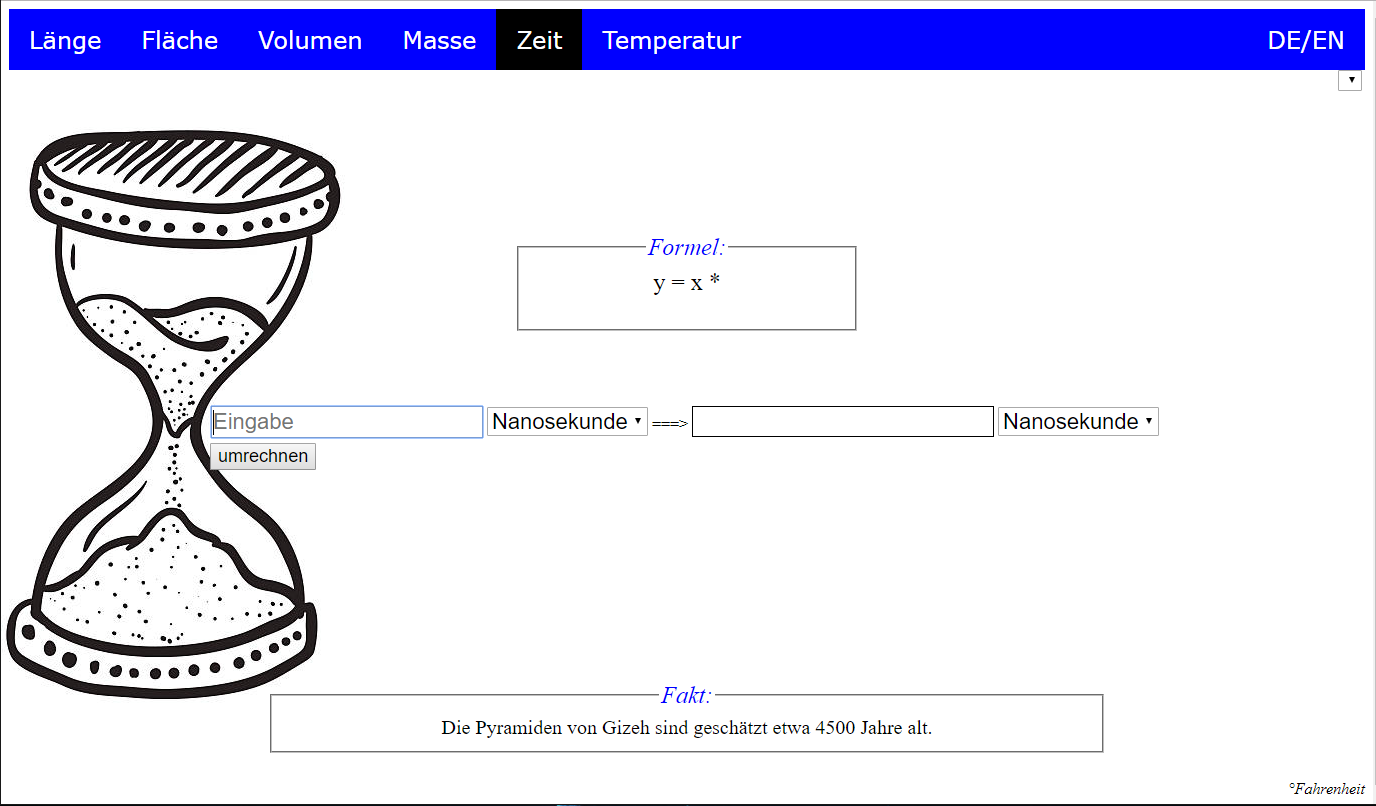 Länge Fläche Volumen Masse Zeit Temperatur DE/EN
Formel:
y = x *
Eingabe Nanosekunde ===> Nanosekunde
umrechnen
Fakt:
Die Pyramiden von Gizeh sind geschätzt etwa 4500 Jahre alt.
°Fahrenheit